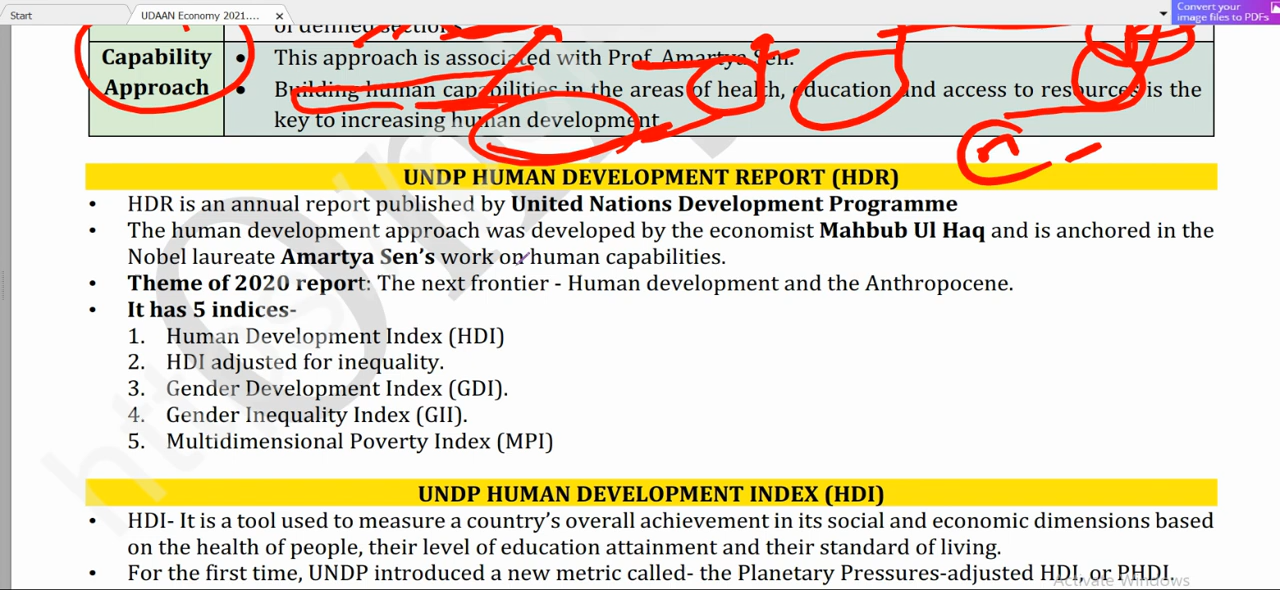 Start
UDAAN Economy 2021....
Convert your
image files to PDFs
of defined sections.
Capability
Approach
• This approach is associated with Prof. Amartya Sen.
• Building human capabilities in the areas of health, education and access to resources is the
key to increasing human development.
UNDP HUMAN DEVELOPMENT REPORT (HDR)
• HDR is an annual report published by United Nations Development Programme
• The human development approach was developed by the economist Mahbub Ul Haq and is anchored in the
Nobel laureate Amartya Sen's work on human capabilities.
• Theme of 2020 report: The next frontier - Human development and the Anthropocene.
• It has 5 indices-
1. Human Development Index (HDI)
2. HDI adjusted for inequality.
3. Gender Development Index (GDI).
4. Gender Inequality Index (GII).
5. Multidimensional Poverty Index (MPI)
UNDP HUMAN DEVELOPMENT INDEX (HDI)
• HDI- It is a tool used to measure a country's overall achievement in its social and economic dimensions based
on the health of people, their level of education attainment and their standard of living.
• For the first time, UNDP introduced a new metric called- the Planetary Pressures-adjusted HDI, or PHDI.
Activate Windows